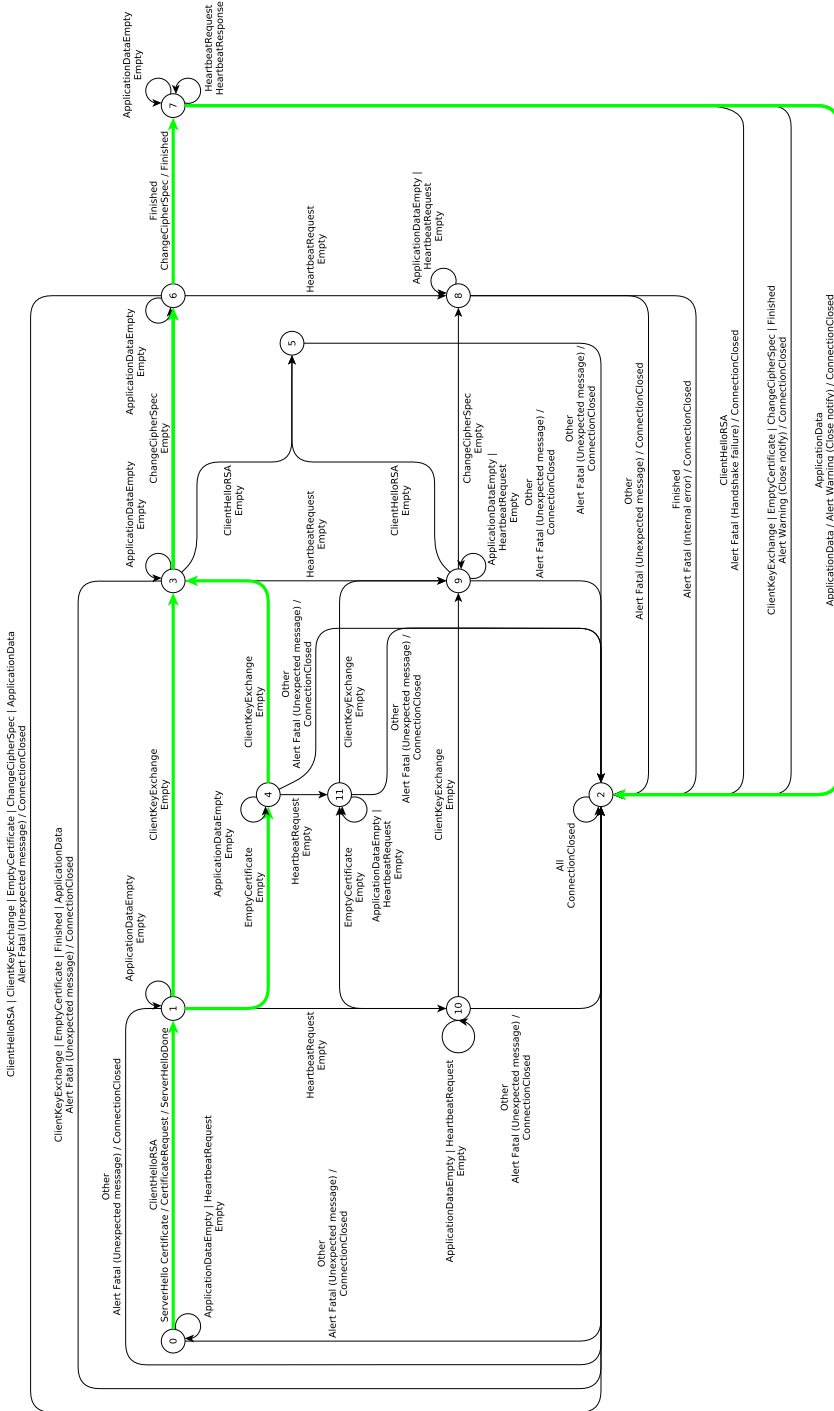 ClientHelloRSA | ClientKeyExchange | EmptyCertificate | ChangeCipherSpec | ApplicationData
Alert Fatal (Unexpected message) / ConnectionClosed
ClientKeyExchange | EmptyCertificate | Finished | ApplicationData
Alert Fatal (Unexpected message) / ConnectionClosed
Other
Alert Fatal (Unexpected message) / ConnectionClosed
ClientHelloRSA
ServerHello Certificate / CertificateRequest / ServerHelloDone
ApplicationDataEmpty | HeartbeatRequest
Empty
0
ApplicationDataEmpty
Empty
1
ClientKeyExchange
Empty
ApplicationDataEmpty
Empty
3
ChangeCipherSpec
Empty
ApplicationDataEmpty
Empty
6
Finished
ChangeCipherSpec / Finished
ApplicationDataEmpty
Empty
7
HeartbeatRequest
HeartbeatResponse
ApplicationDataEmpty
Empty
EmptyCertificate
Empty
4
ClientKeyExchange
Empty
ClientHelloRSA
Empty
5
HeartbeatRequest
Empty
HeartbeatRequest
Empty
HeartbeatRequest
Empty
HeartbeatRequest
Empty
Other
Alert Fatal (Unexpected message) /
ConnectionClosed
Other
Alert Fatal (Unexpected message) /
ConnectionClosed
EmptyCertificate
Empty
11
ClientKeyExchange
Empty
ApplicationDataEmpty |
HeartbeatRequest
Empty
Other
Alert Fatal (Unexpected message) /
ConnectionClosed
ClientHelloRSA
Empty
ApplicationDataEmpty |
HeartbeatRequest
Empty
8
ApplicationDataEmpty | HeartbeatRequest
Empty
10
ClientKeyExchange
Empty
9
ChangeCipherSpec
Empty
ApplicationDataEmpty |
HeartbeatRequest
Empty
Other
Alert Fatal (Unexpected message) /
ConnectionClosed
Other
Alert Fatal (Unexpected message) /
ConnectionClosed
Other
Alert Fatal (Unexpected message) /
ConnectionClosed
All
ConnectionClosed
2
Other
Alert Fatal (Unexpected message) / ConnectionClosed
Finished
Alert Fatal (Internal error) / ConnectionClosed
ClientHelloRSA
Alert Fatal (Handshake failure) / ConnectionClosed
ClientKeyExchange | EmptyCertificate | ChangeCipherSpec | Finished
Alert Warning (Close notify) / ConnectionClosed
ApplicationData
ApplicationData / Alert Warning (Close notify) / ConnectionClosed